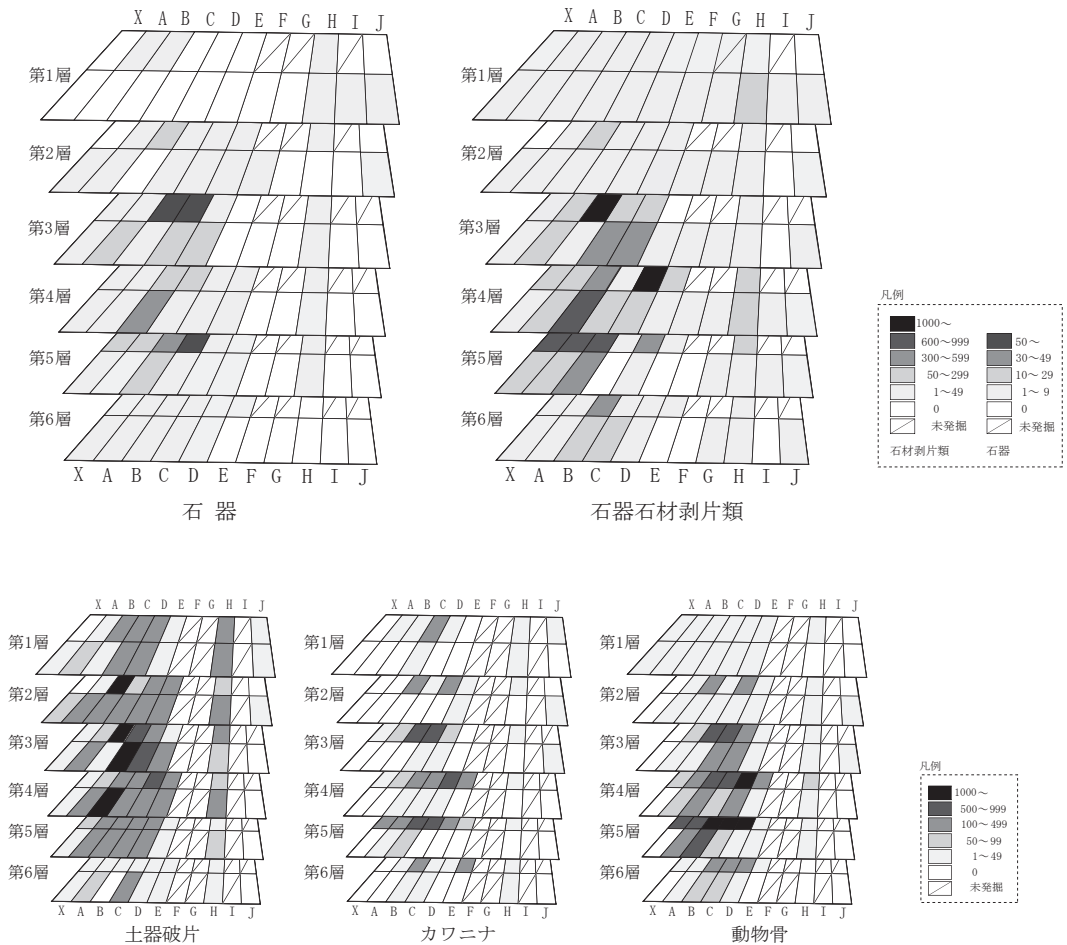 X A B C D E F G H I J
第1層
第2層
第3層
第4層
第5層
第6層
X A B C D E F G H I J
石 器
X A B C D E F G H I J
第1層
第2層
第3層
第4層
第5層
第6層
X A B C D E F G H I J
石器石材剥片類
凡例
1000～
600～999 50～
300～599 30～49
50～299 10～29
1～49 1～ 9
0 0
未発掘 未発掘
石材剥片類 石器
X A B C D E F G H I J
第1層
第2層
第3層
第4層
第5層
第6層
X A B C D E F G H I J
土器破片
X A B C D E F G H I J
第1層
第2層
第3層
第4層
第5層
第6層
X A B C D E F G H I J
カワニナ
X A B C D E F G H I J
第1層
第2層
第3層
第4層
第5層
第6層
X A B C D E F G H I J
動物骨
凡例
1000～
500～999
100～499
50～99
1～49
0
未発掘